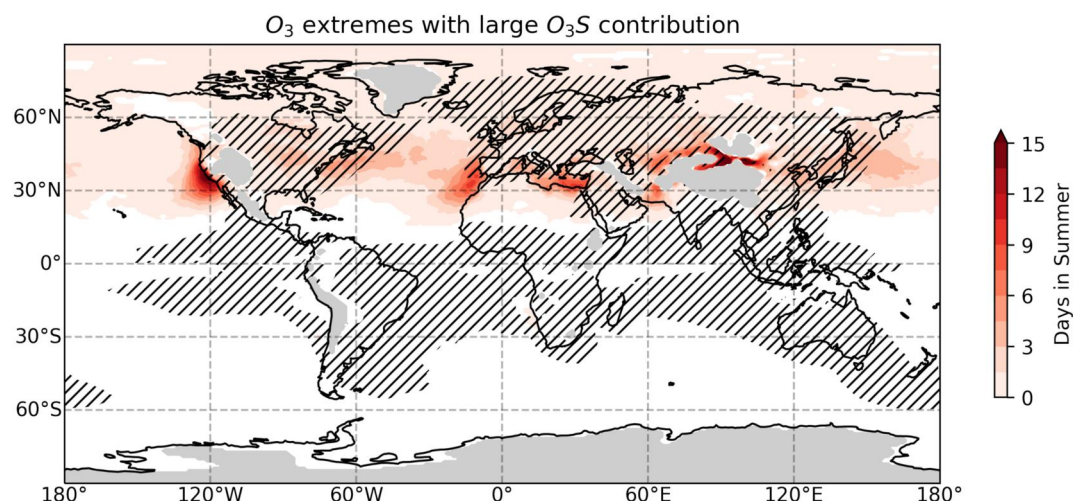 O₃ extremes with large O₃S contribution
60°N
30°N
0°
30°S
60°S
180°
120°W
60°W
0°
60°E
120°E
180°
15
12
9
6
3
0
Days in Summer